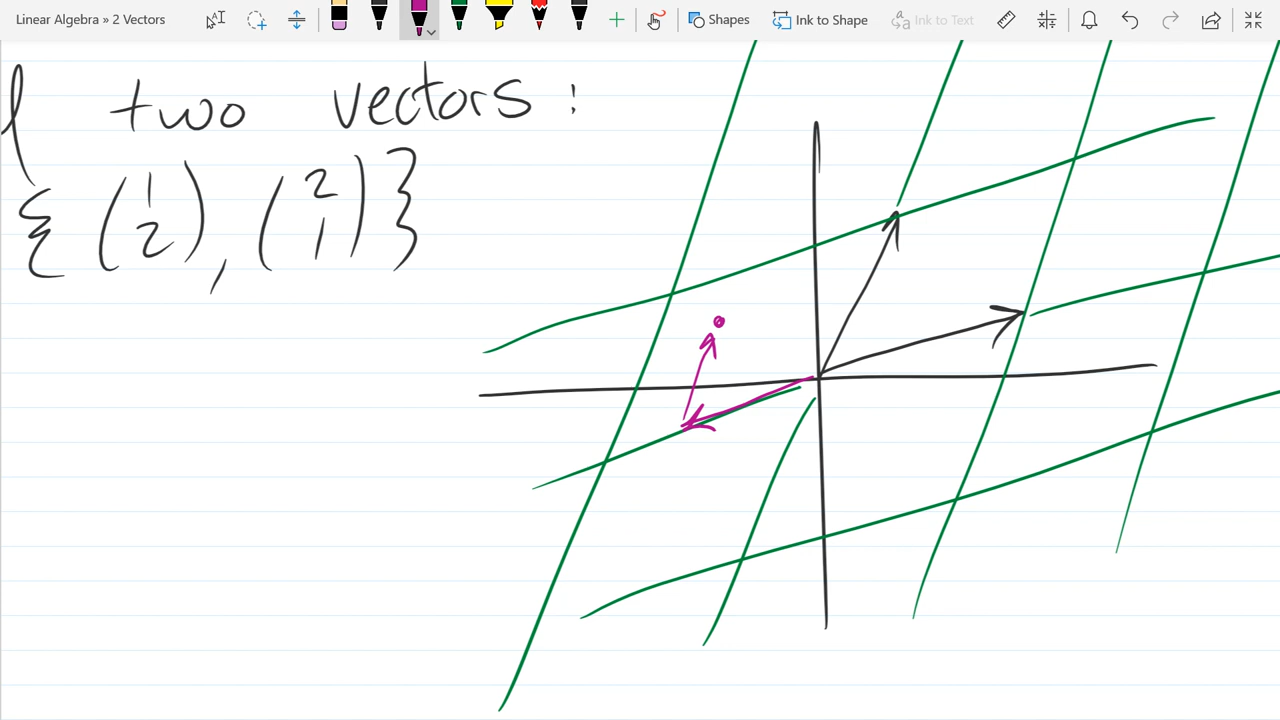 Linear Algebra » 2 Vectors
Shapes
Ink to Shape
Ink to Text
two vectors :
{ (1 2), (2 1) }